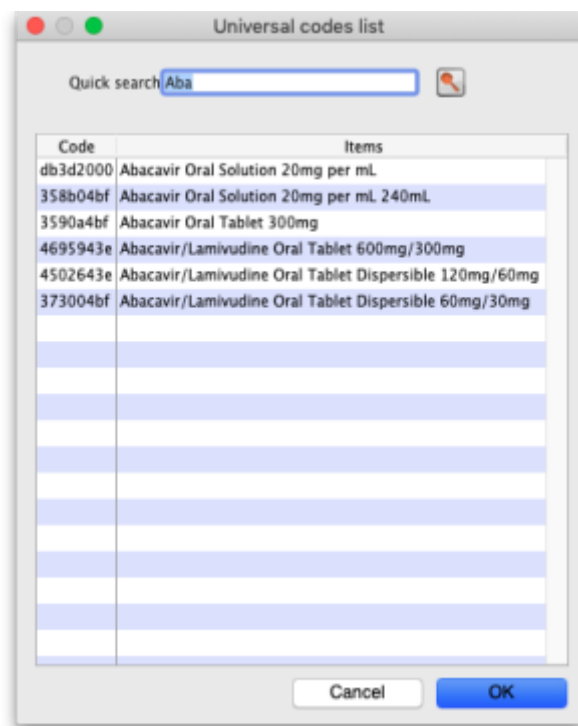 Universal codes list
Quick search Aba
Code Items
db3d2000 Abacavir Oral Solution 20mg per mL
358b04bf Abacavir Oral Solution 20mg per mL 240mL
3590a4bf Abacavir Oral Tablet 300mg
4695943e Abacavir/Lamivudine Oral Tablet 600mg/300mg
4502643e Abacavir/Lamivudine Oral Tablet Dispersible 120mg/60mg
373004bf Abacavir/Lamivudine Oral Tablet Dispersible 60mg/30mg
Cancel OK